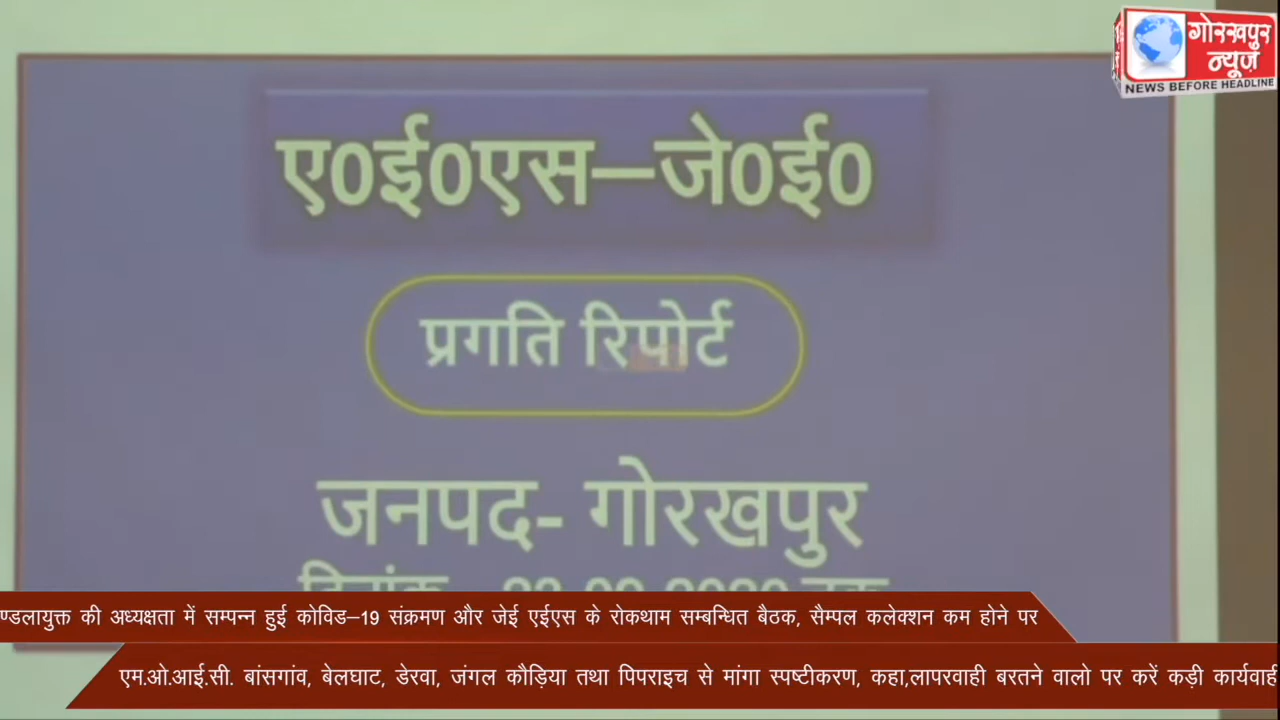 गोरखपुर
न्यूज़
NEWS BEFORE HEADLINE
ए0ई0एस–जे0ई0
प्रगति रिपोर्ट
जनपद- गोरखपुर
दिनांक
तक
की अध्यक्षता में सम्पन्न हुई कोविड–19 संक्रमण और जेई एईएस के रोकथाम सम्बन्धित बैठक, सैम्पल कलेक्शन कम होने पर
एम.ओ.आई.सी. बांसगांव, बेलघाट, डेरवा, जंगल कौड़िया तथा पिपराइच से मांगा स्पष्टीकरण, कहा,लापरवाही बरतने वालो पर करें कड़ी कार्यवाही